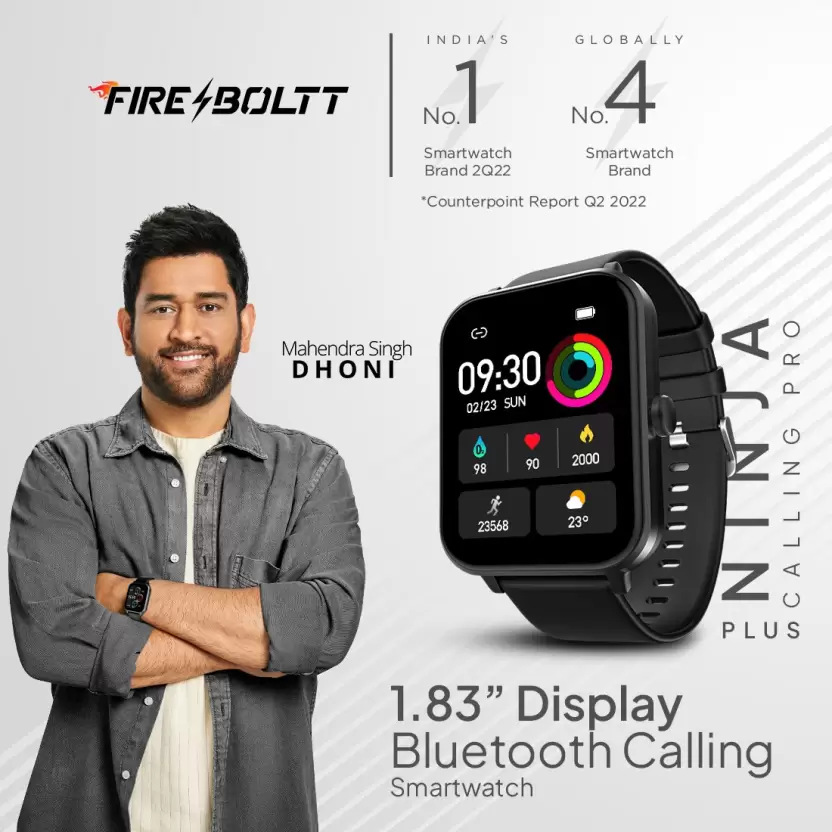 FIRE BOLTT
INDIA'S
No.1
Smartwatch
Brand 2Q22
GLOBALLY
No.4
Smartwatch
Brand
*Counterpoint Report Q2 2022
Mahendra Singh
DHONI
09:30
02/23 SUN
O₂
98
90
2000
23568
23°
NINJA
CALLING PRO
PLUS
1.83” Display
Bluetooth Calling
Smartwatch